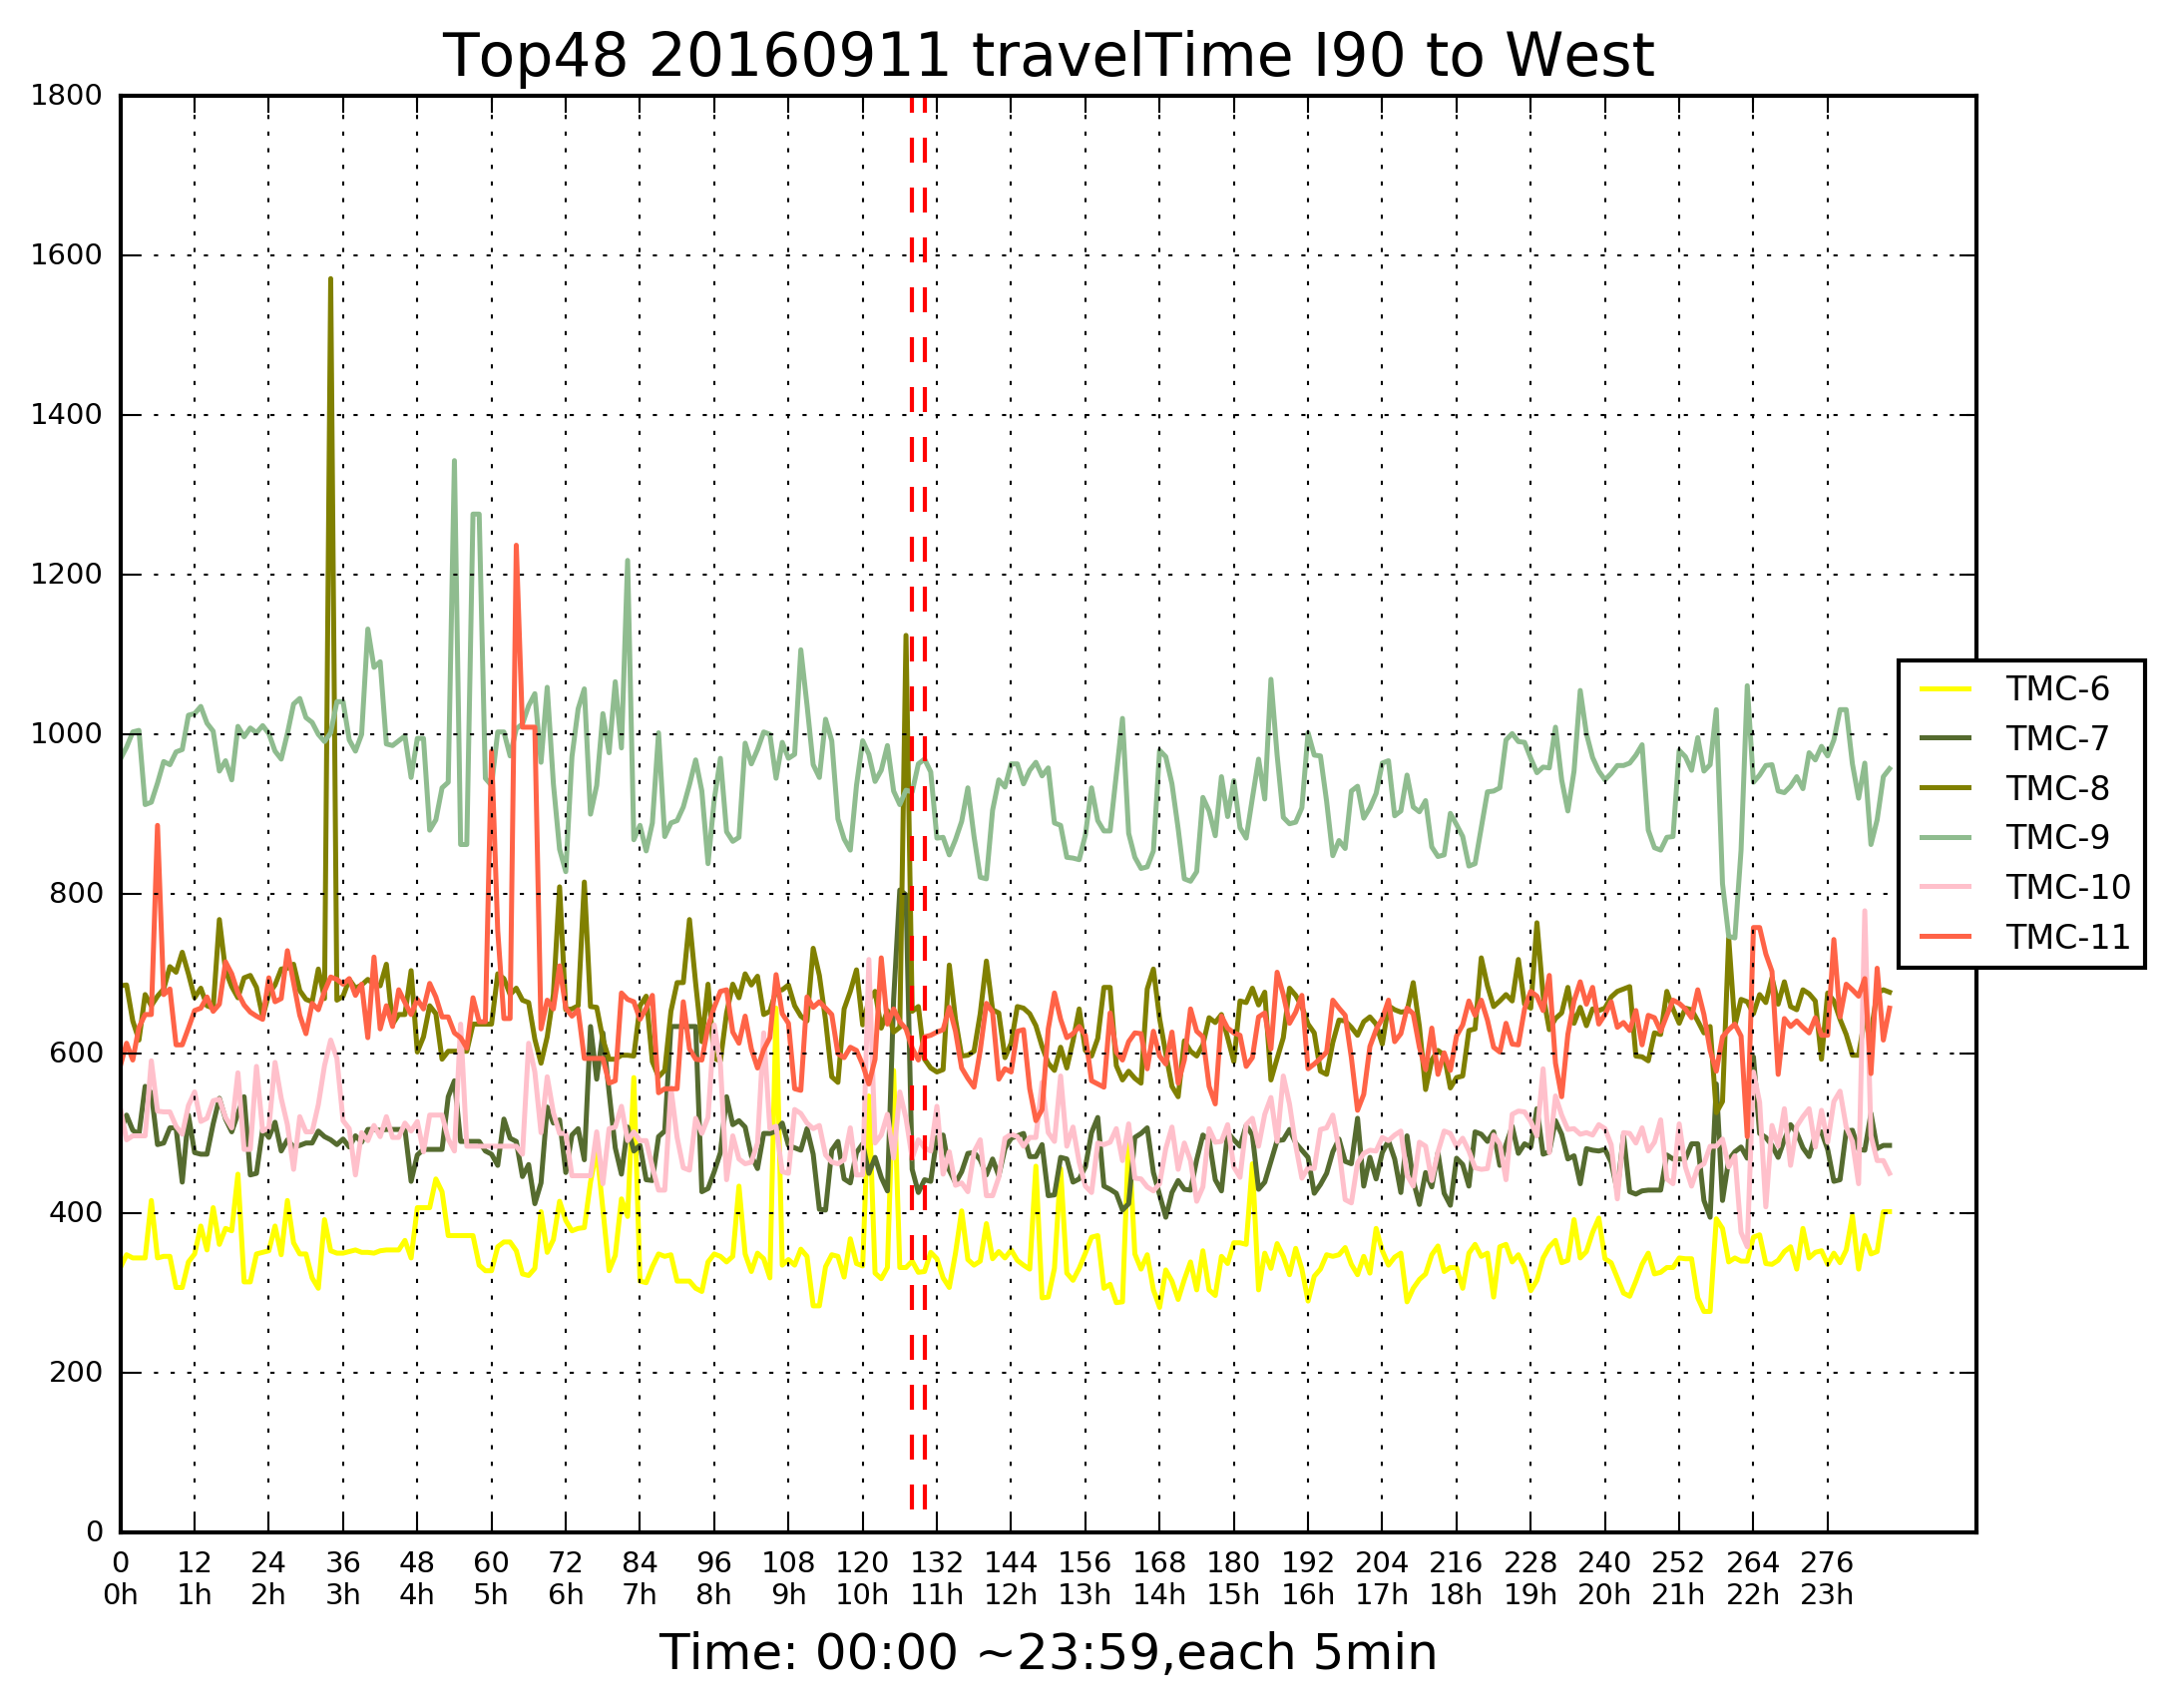 Top48 20160911 travelTime I90 to West
1800
1600
1400
1200
1000
800
600
400
200
0
TMC-6
TMC-7
TMC-8
TMC-9
TMC-10
TMC-11
0 12 24 36 48 60 72 84 96 108 120 132 144 156 168 180 192 204 216 228 240 252 264 276
0h 1h 2h 3h 4h 5h 6h 7h 8h 9h 10h 11h 12h 13h 14h 15h 16h 17h 18h 19h 20h 21h 22h 23h
Time: 00:00 ~23:59,each 5min